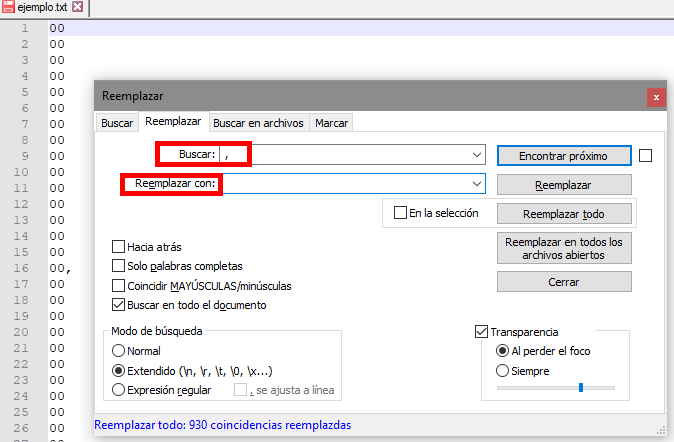 ejemplo.txt
1 00
2 00
3 00
4 00
5 00
Reemplazar
6 00
7 00
Buscar Reemplazar Buscar en archivos Marcar
8 00
9 00 Buscar: , Encontrar próximo
10 00
11 00 Reemplazar con: Reemplazar
12 00
13 00 En la selección Reemplazar todo
14 00
15 00 Hacia atrás Reemplazar en todos los archivos abiertos
16 00, Solo palabras completas
17 00 Coincidir MAYÚSCULAS/minúsculas Cerrar
18 00 Buscar en todo el documento
19 00
20 00 Modo de búsqueda Transparencia
21 00 Normal Al perder el foco
22 00 Extendido (\n, \r, \t, \0, \x...) Siempre
23 00
24 00 Expresión regular . se ajusta a línea
25 00
26 00 Reemplazar todo: 930 coincidencias reemplazdas